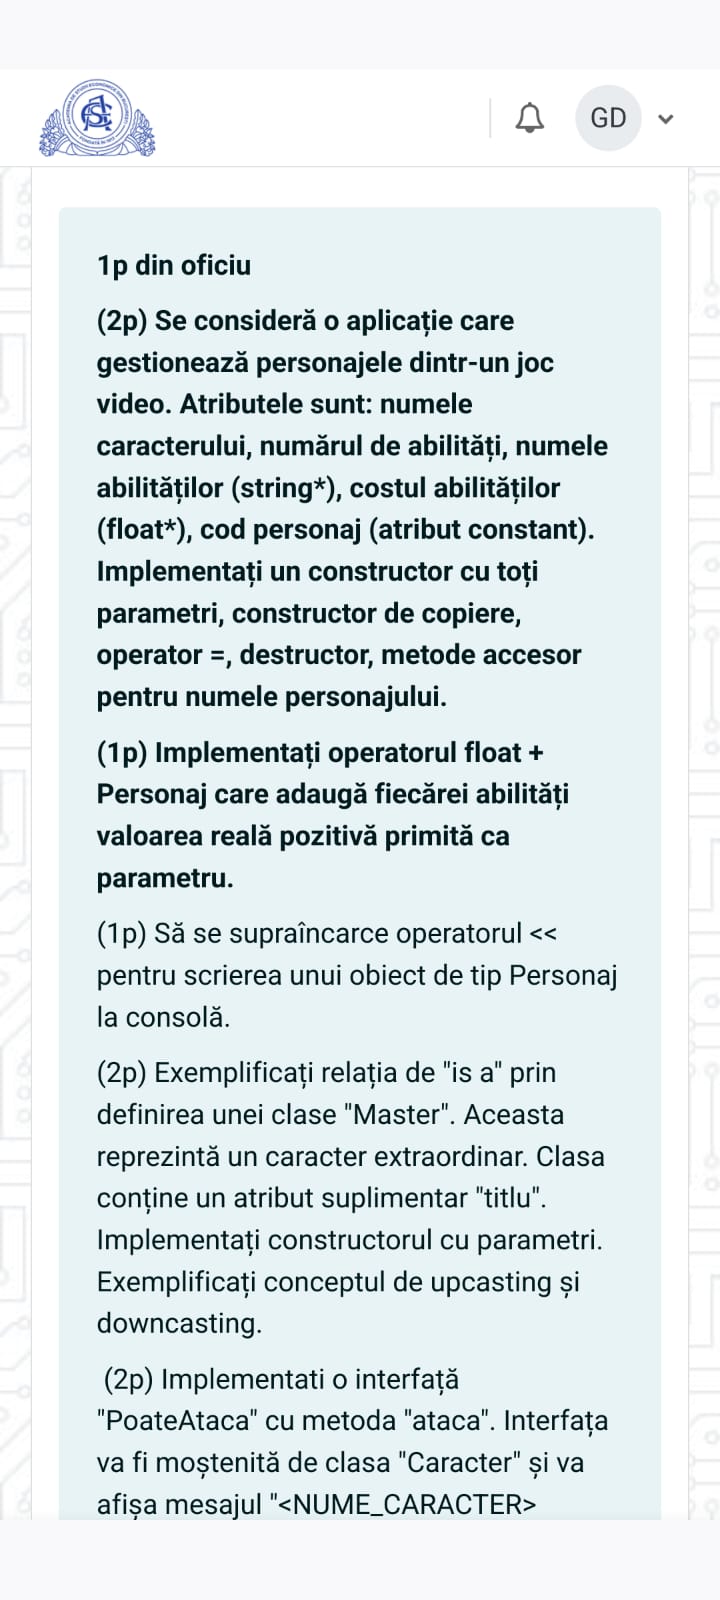 GD
1p din oficiu
(2p) Se consideră o aplicație care
gestionează personajele dintr-un joc
video. Atributele sunt: numele
caracterului, numărul de abilități, numele
abilităților (string*), costul abilităților
(float*), cod personaj (atribut constant).
Implementați un constructor cu toți
parametri, constructor de copiere,
operator =, destructor, metode accesor
pentru numele personajului.
(1p) Implementați operatorul float +
Personaj care adaugă fiecărei abilități
valoarea reală pozitivă primită ca
parametru.
(1p) Să se supraîncarce operatorul <<
pentru scrierea unui obiect de tip Personaj
la consolă.
(2p) Exemplificați relația de "is a" prin
definirea unei clase "Master". Aceasta
reprezintă un caracter extraordinar. Clasa
conține un atribut suplimentar "titlu".
Implementați constructorul cu parametri.
Exemplificați conceptul de upcasting și
downcasting.
(2p) Implementati o interfață
"PoateAtaca" cu metoda "ataca". Interfața
va fi moștenită de clasa "Caracter" și va
afișa mesajul "<NUME_CARACTER>